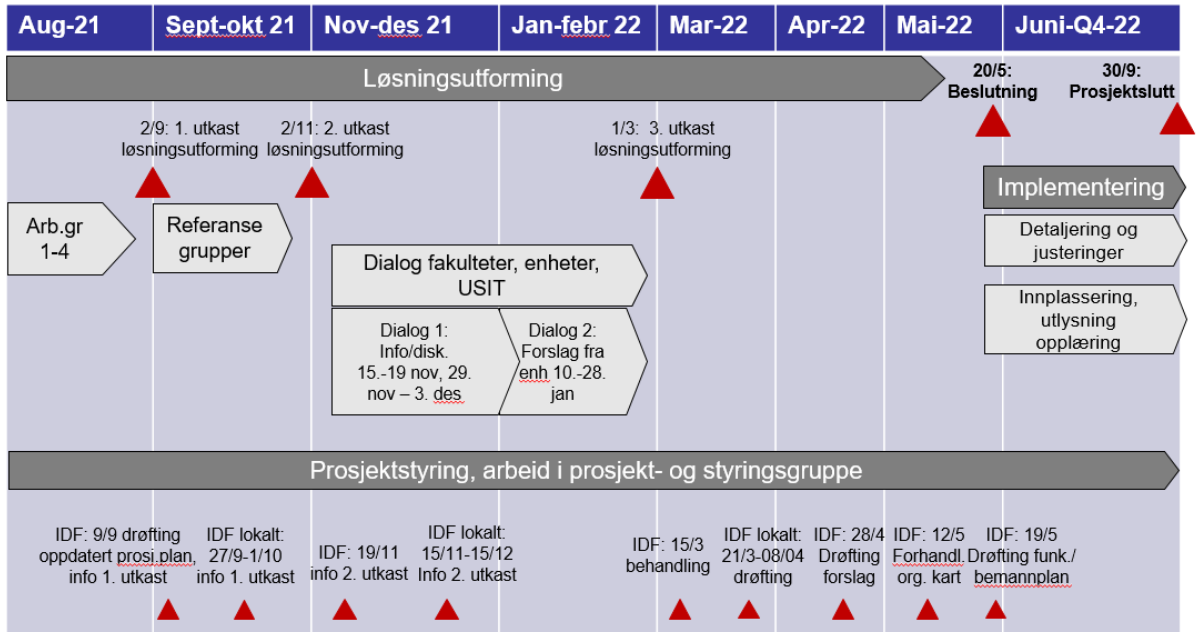 Aug-21
Sept-okt 21
Nov-des 21
Jan-febr 22
Mar-22
Apr-22
Mai-22
Juni-Q4-22
Løsningsutforming
20/5:
Beslutning
30/9:
Prosjektslutt
2/9: 1. utkast
løsningsutforming
2/11: 2. utkast
løsningsutforming
1/3:  3. utkast
løsningsutforming
Arb.gr
1-4
Referanse
grupper
Dialog fakulteter, enheter,
USIT
Dialog 1:
Info/disk.
15.-19 nov, 29.
nov – 3. des
Dialog 2:
Forslag fra
enh 10.-28.
jan
Implementering
Detaljering og
justeringer
Innplassering,
utlysning
opplæring
Prosjektstyring, arbeid i prosjekt- og styringsgruppe
IDF: 9/9 drøfting
oppdatert prosj.plan,
info 1. utkast
IDF lokalt:
27/9-1/10
info 1. utkast
IDF: 19/11
info 2. utkast
IDF lokalt:
15/11-15/12
Info 2. utkast
IDF: 15/3
behandling
IDF lokalt:
21/3-08/04
drøfting
IDF: 28/4
Drøfting
forslag
IDF: 12/5
Forhandl.
org. kart
IDF: 19/5
Drøfting funk./
bemannplan